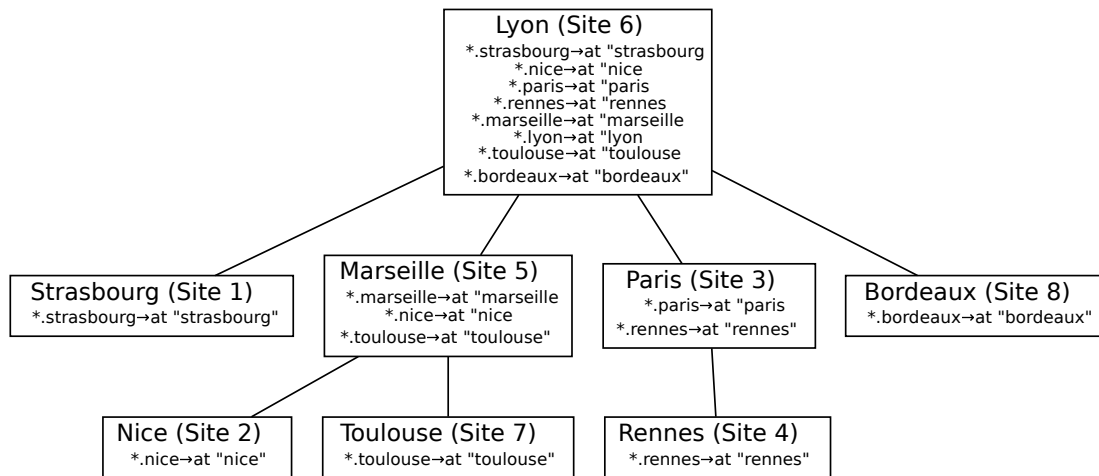 Lyon (Site 6)
*.strasbourg→at "strasbourg
*.nice→at "nice
*.paris→at "paris
*.rennes→at "rennes
*.marseille→at "marseille
*.lyon→at "lyon
*.toulouse→at "toulouse
*.bordeaux→at "bordeaux"
Strasbourg (Site 1)
*.strasbourg→at "strasbourg"
Marseille (Site 5)
*.marseille→at "marseille
*.nice→at "nice
*.toulouse→at "toulouse"
Paris (Site 3)
*.paris→at "paris
*.rennes→at "rennes"
Bordeaux (Site 8)
*.bordeaux→at "bordeaux"
Nice (Site 2)
*.nice→at "nice"
Toulouse (Site 7)
*.toulouse→at "toulouse"
Rennes (Site 4)
*.rennes→at "rennes"